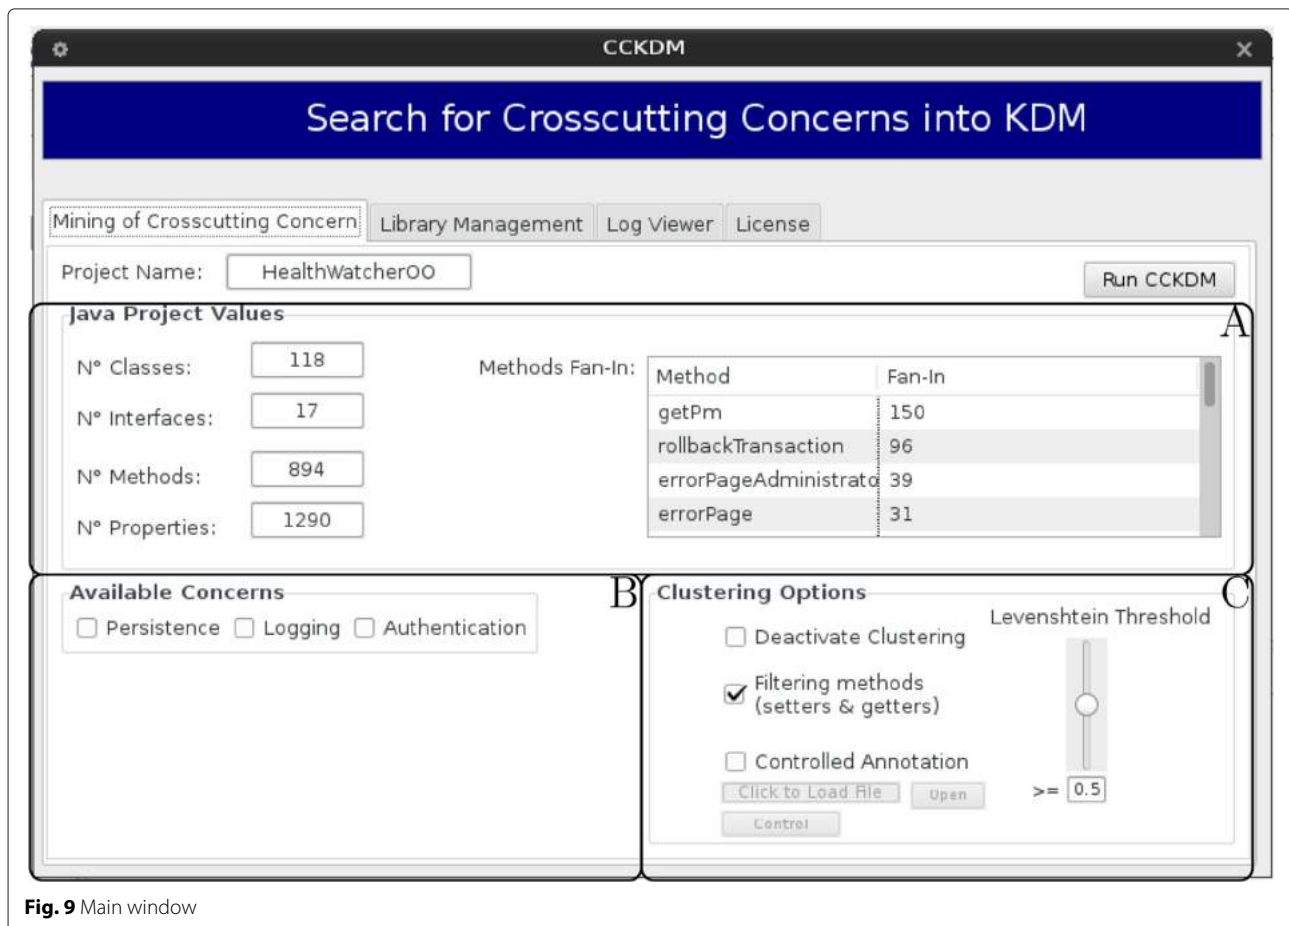 CCKDM
Search for Crosscutting Concerns into KDM
Mining of Crosscutting Concern Library Management Log Viewer License
Project Name: HealthWatcherOO
Run CCKDM
A
Java Project Values
N° Classes: 118
N° Interfaces: 17
N° Methods: 894
N° Properties: 1290
Methods Fan-In:
Method Fan-In
getPm 150
rollbackTransaction 96
errorPageAdministrato 39
errorPage 31
B
Available Concerns
Persistence Logging Authentication
C
Clustering Options
Deactivate Clustering
Filtering methods
(setters & getters)
Controlled Annotation
Click to Load File Open
Control
Levenshtein Threshold
>= 0.5
Fig. 9 Main window